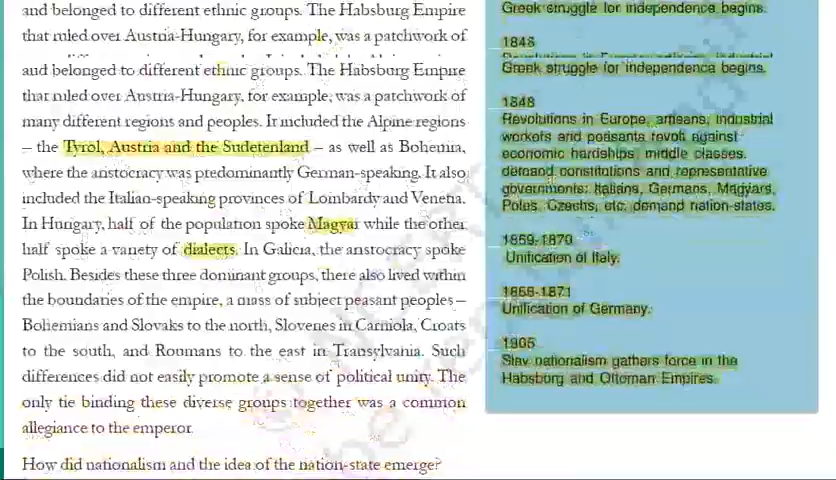 and belonged to different ethnic groups. The Habsburg Empire
that ruled over Austria-Hungary, for example, was a patchwork of
and belonged to different ethnic groups. The Habsburg Empire
that ruled over Austria-Hungary, for example, was a patchwork of
many different regions and peoples. It included the Alpine regions
– the Tyrol, Austria and the Sudetenland – as well as Bohemia,
where the aristocracy was predominantly German-speaking. It also
included the Italian-speaking provinces of Lombardy and Venetia.
In Hungary, half of the population spoke Magyar while the other
half spoke a variety of dialects. In Galicia, the aristocracy spoke
Polish. Besides these three dominant groups, there also lived within
the boundaries of the empire, a mass of subject peasant peoples –
Bohemians and Slovaks to the north, Slovenes in Carniola, Croats
to the south, and Roumans to the east in Transylvania. Such
differences did not easily promote a sense of political unity. The
only tie binding these diverse groups together was a common
allegiance to the emperor.
How did nationalism and the idea of the nation-state emerge?
Greek struggle for independence begins.
1848
Greek struggle for independence begins.
1848
Revolutions in Europe; artisans, industrial
workers and peasants revolt against
economic hardships; middle classes.
demand constitutions and representative
governments; Italians, Germans, Magyars,
Poles, Czechs, etc. demand nation-states.
1859-1870
Unification of Italy.
1866-1871
Unification of Germany.
1905
Slav nationalism gathers force in the
Habsburg and Ottoman Empires.